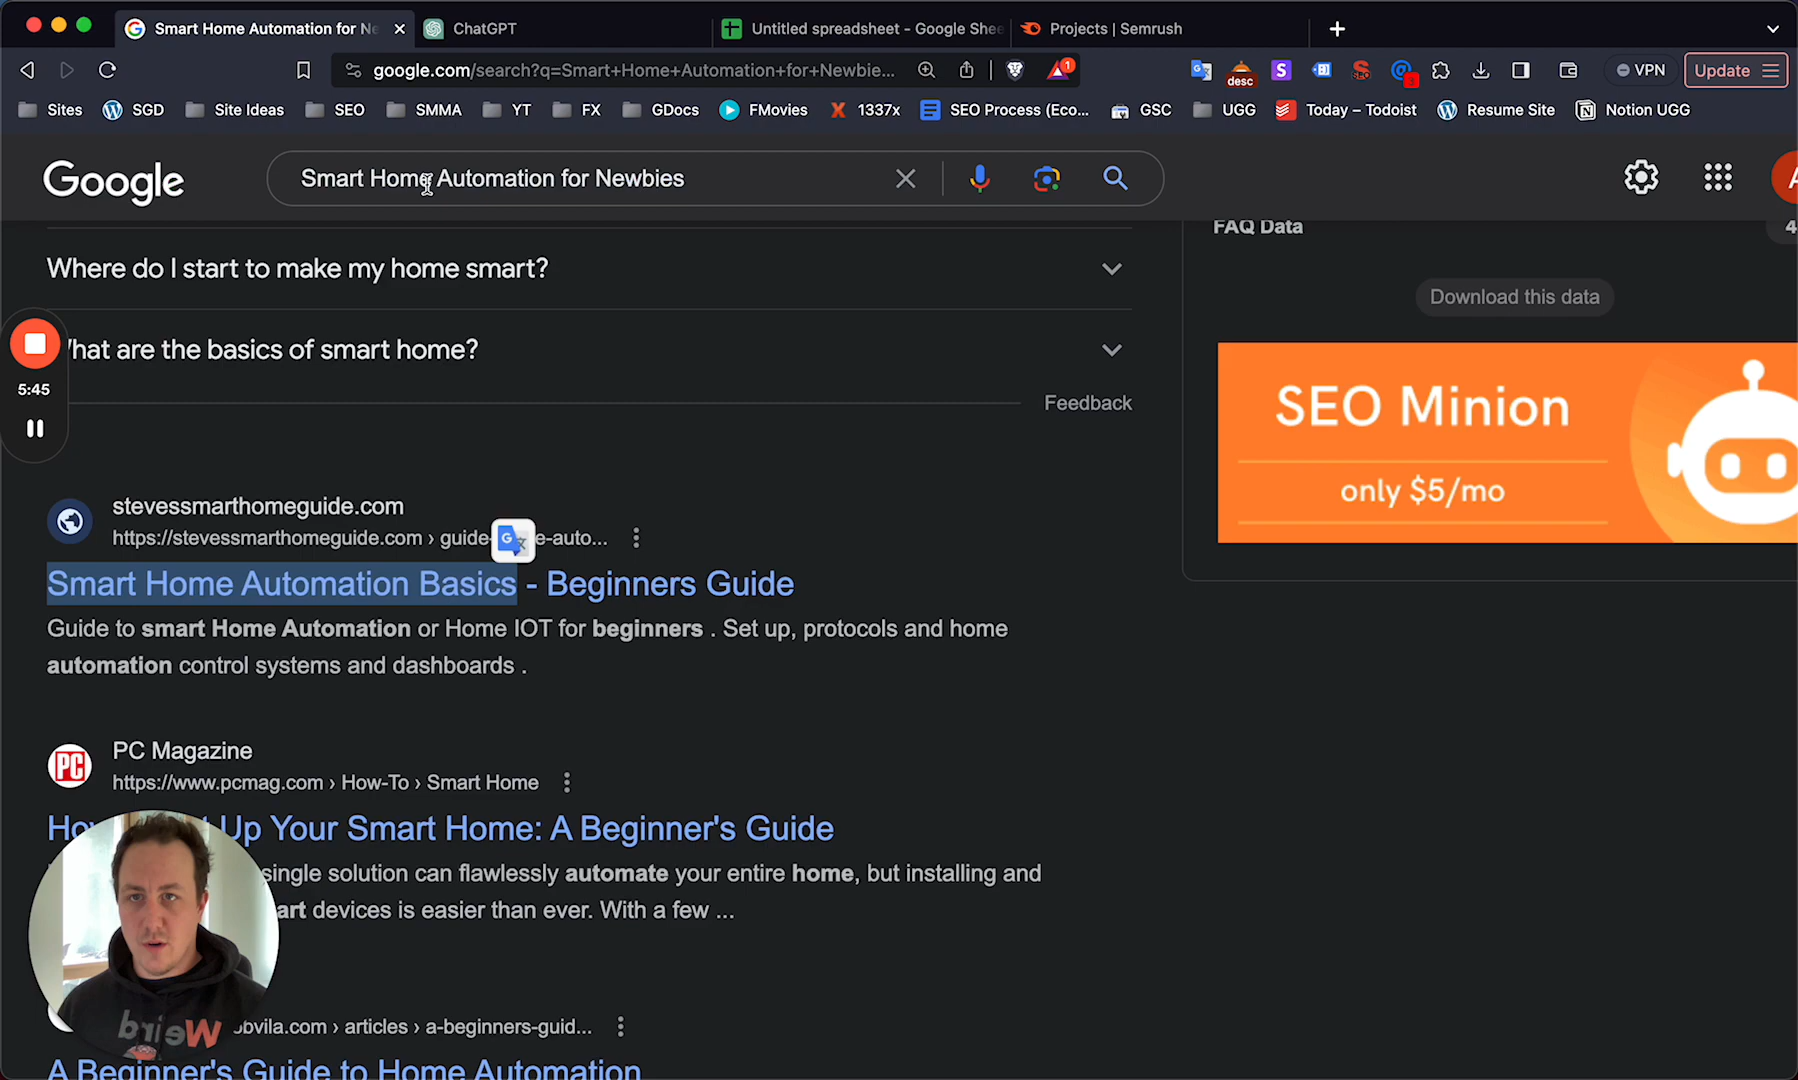 Smart Home Automation for Ne
ChatGPT
Untitled spreadsheet - Google Shee
Projects | Semrush
google.com/search?q=Smart+Home+Automation+for+Newbie...
1
desc
3
VPN
Update
Sites
SGD
Site Ideas
SEO
SMMA
YT
FX
GDocs
FMovies
1337x
SEO Process (Eco...
GSC
UGG
Today – Todoist
Resume Site
Notion UGG
Google
Smart Home Automation for Newbies
A
FAQ Data
4
Where do I start to make my home smart?
Download this data
hat are the basics of smart home?
5:45
Feedback
SEO Minion
only $5/mo
stevessmarthomeguide.com
https://stevessmarthomeguide.com › guide- e-auto...
Smart Home Automation Basics - Beginners Guide
Guide to smart Home Automation or Home IOT for beginners . Set up, protocols and home
automation control systems and dashboards .
PC
PC Magazine
https://www.pcmag.com › How-To › Smart Home
Up Your Smart Home: A Beginner's Guide
single solution can flawlessly automate your entire home, but installing and
art devices is easier than ever. With a few ...
Weird
bvila.com › articles › a-beginners-guid...
A Beginner's Guide to Home Automation